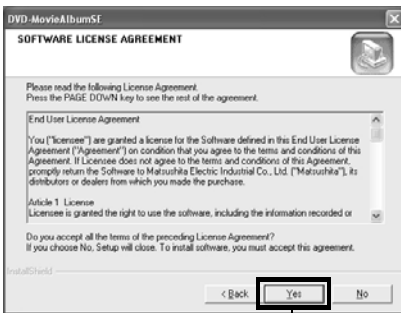 DVD-MovieAlbumSE
SOFTWARE LICENSE AGREEMENT
Please read the following License Agreement.
Press the PAGE DOWN key to see the rest of the agreement.
End User License Agreement
You ("licensee") are granted a license for the Software defined in this End User License
Agreement ("Agreement") on condition that you agree to the terms and conditions of this
Agreement. If Licensee does not agree to the terms and conditions of this Agreement,
promptly return the Software to Matsushita Electric Industrial Co., Ltd. ("Matsushita"), its
distributors or dealers from which you made the purchase.
Article 1 License
Licensee is granted the right to use the software, including the information recorded or
Do you accept all the terms of the preceding License Agreement?
If you choose No, Setup will close. To install software, you must accept this agreement.
InstallShield
< Back Yes No